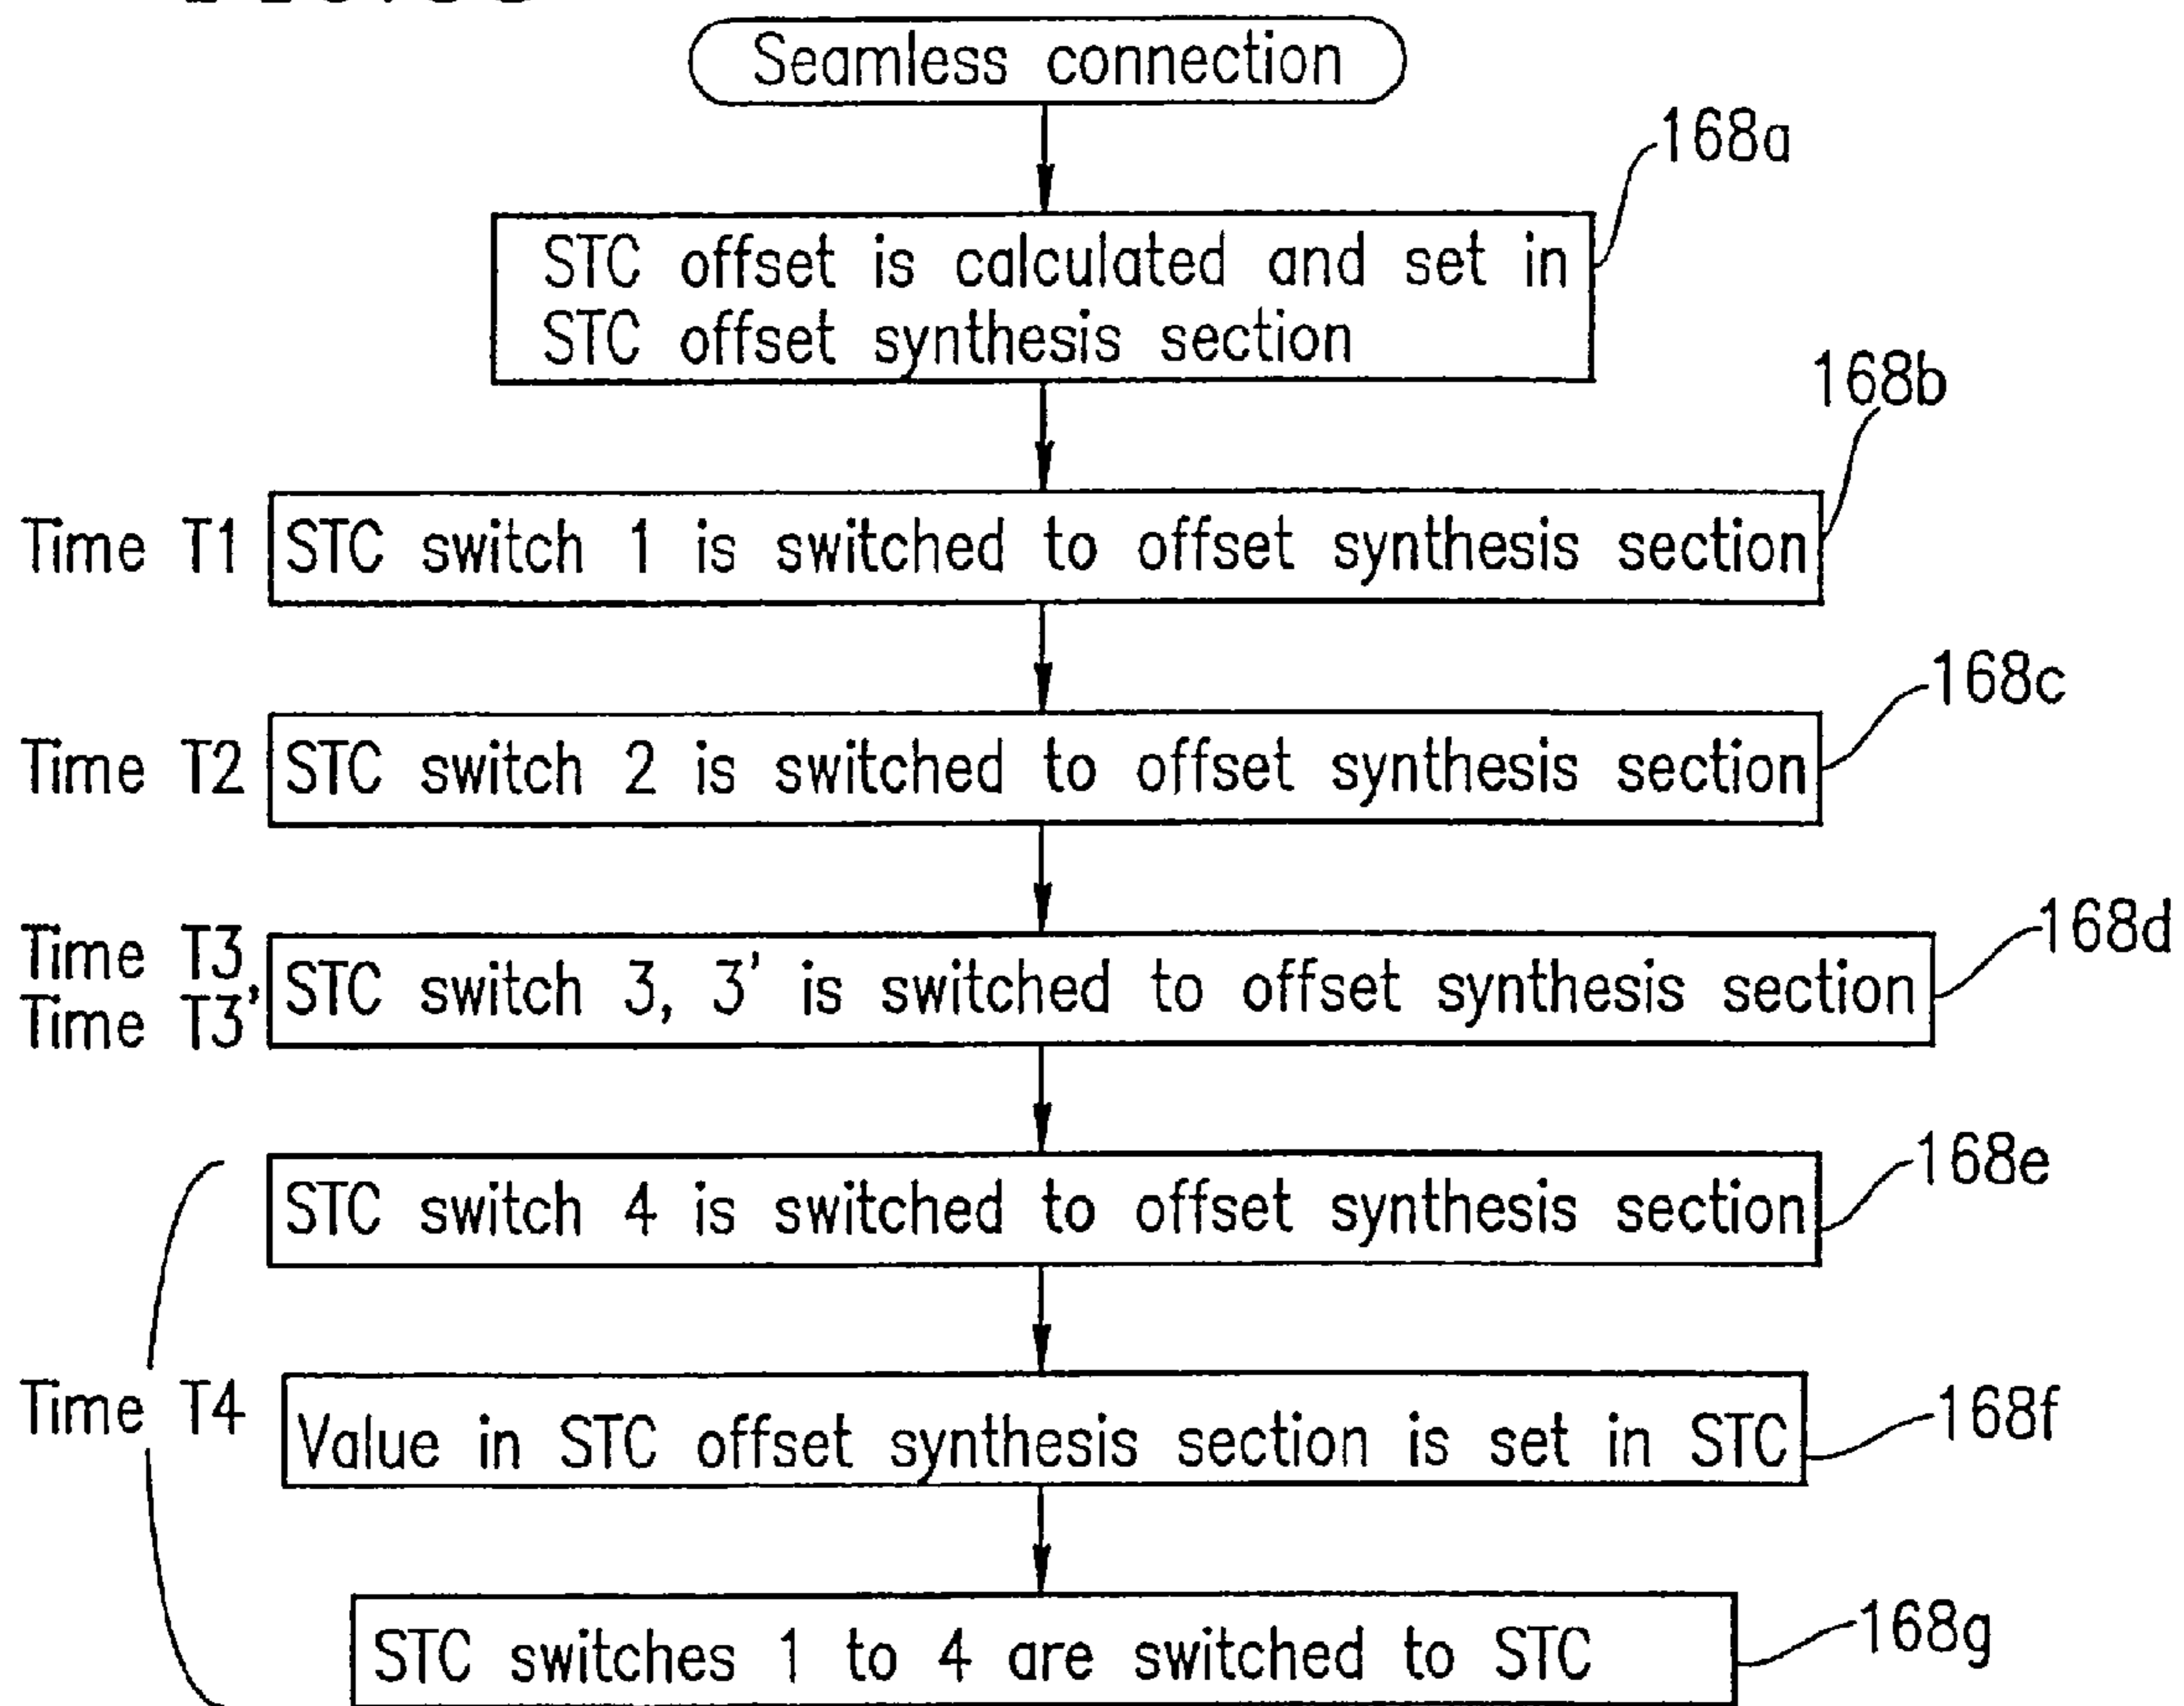 Seamless connection
168a
STC offset is calculated and set in
STC offset synthesis section
168b
Time T1 STC switch 1 is switched to offset synthesis section
168c
Time T2 STC switch 2 is switched to offset synthesis section
168d
Time T3,
Time T3'
STC switch 3, 3' is switched to offset synthesis section
168e
STC switch 4 is switched to offset synthesis section
168f
Time T4 Value in STC offset synthesis section is set in STC
168g
STC switches 1 to 4 are switched to STC